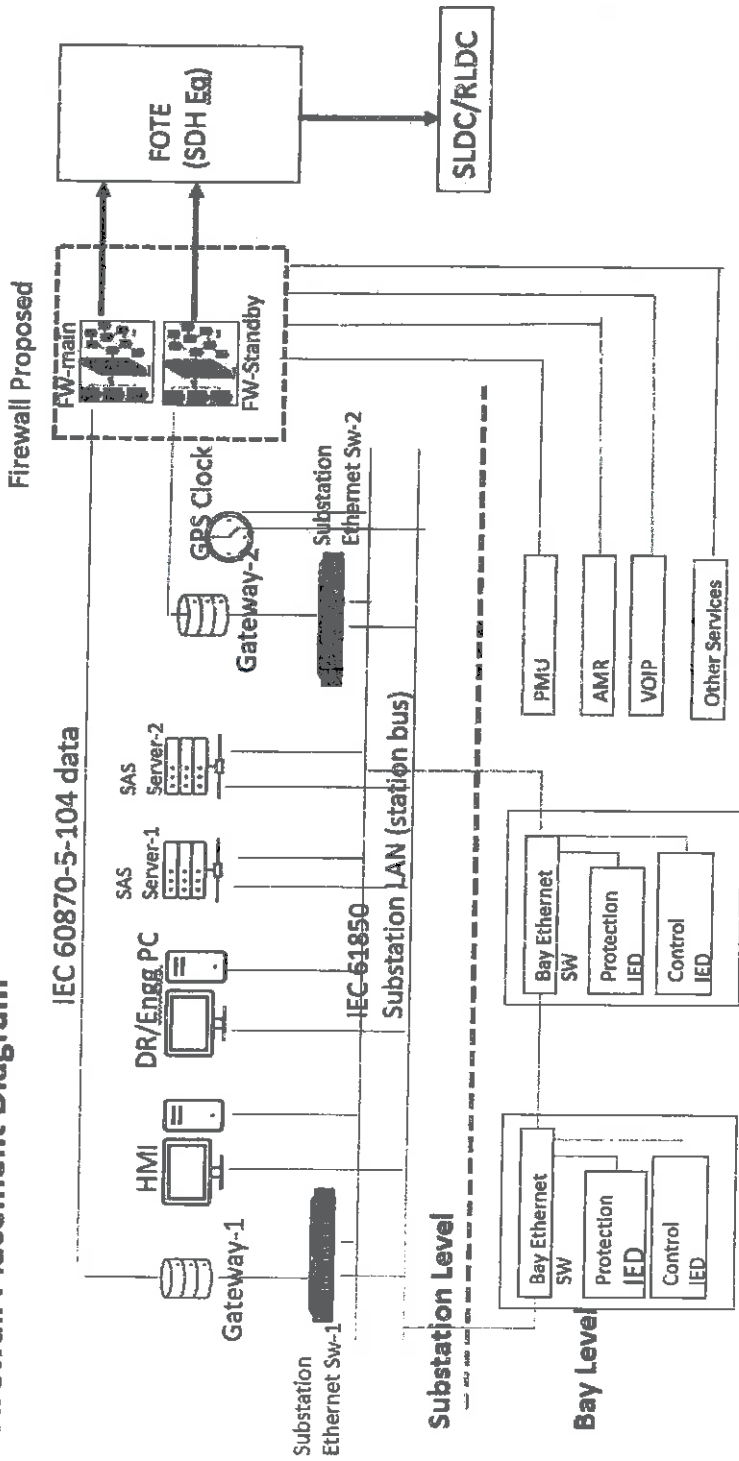 Firewall Proposed
FW-main
FW-Standby
FOTE
(SDH Eq)
SLDC/RLDC
IEC 60870-5-104 data
Gateway-1
HMI
DR/Engg PC
SAS
Server-1
SAS
Server-2
Gateway-2
GPS Clock
Substation
Ethernet Sw-1
Substation
Ethernet Sw-2
IEC 61850
Substation LAN (station bus)
Substation Level
Bay Level
Bay Ethernet
SW
Protection
IED
Control
IED
Bay Ethernet
SW
Protection
IED
Control
IED
PMU
AMR
VOIP
Other Services